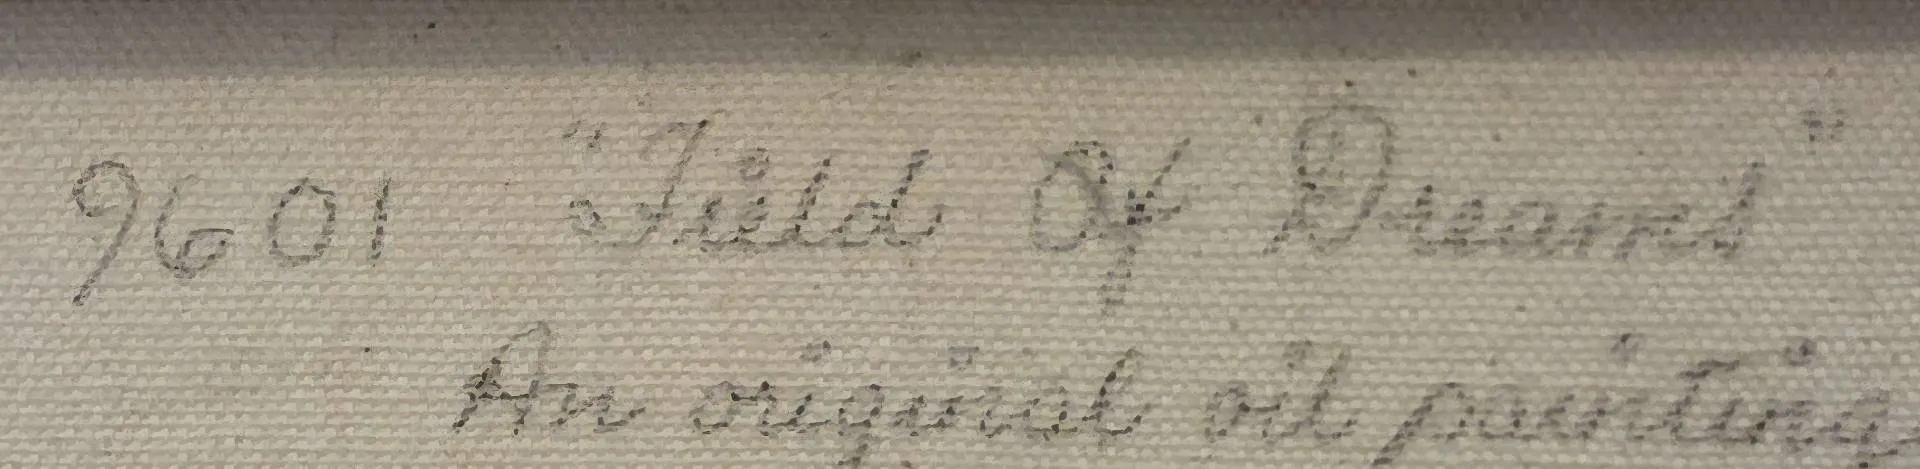 9601 "Field Of Dreams"
An original oil painting